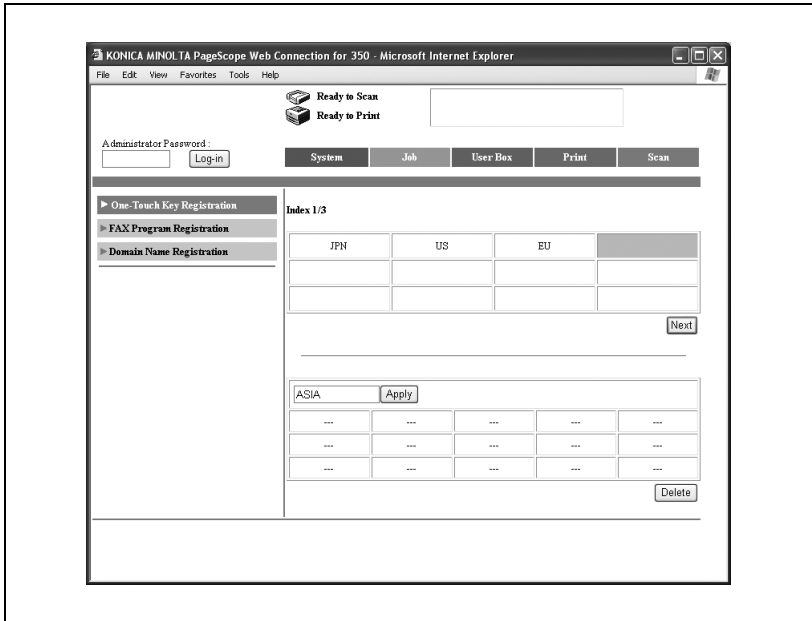 KONICA MINOLTA PageScope Web Connection for 350 - Microsoft Internet Explorer
File Edit View Favorites Tools Help
Ready to Scan
Ready to Print
Administrator Password :
Log-in
System Job User Box Print Scan
One-Touch Key Registration
FAX Program Registration
Domain Name Registration
Index 1/3
JPN US EU
Next
ASIA Apply
--- --- --- --- ---
--- --- --- --- ---
--- --- --- --- ---
Delete